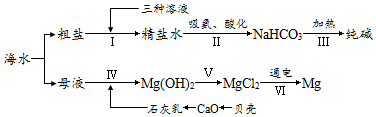 三种溶液
粗盐 Ⅰ 精盐水 吸氨、酸化 Ⅱ NaHCO3 加热 Ⅲ 纯碱
海水
母液 Ⅳ Mg(OH)2 Ⅴ MgCl2 通电 Ⅵ Mg
石灰乳 CaO 贝壳